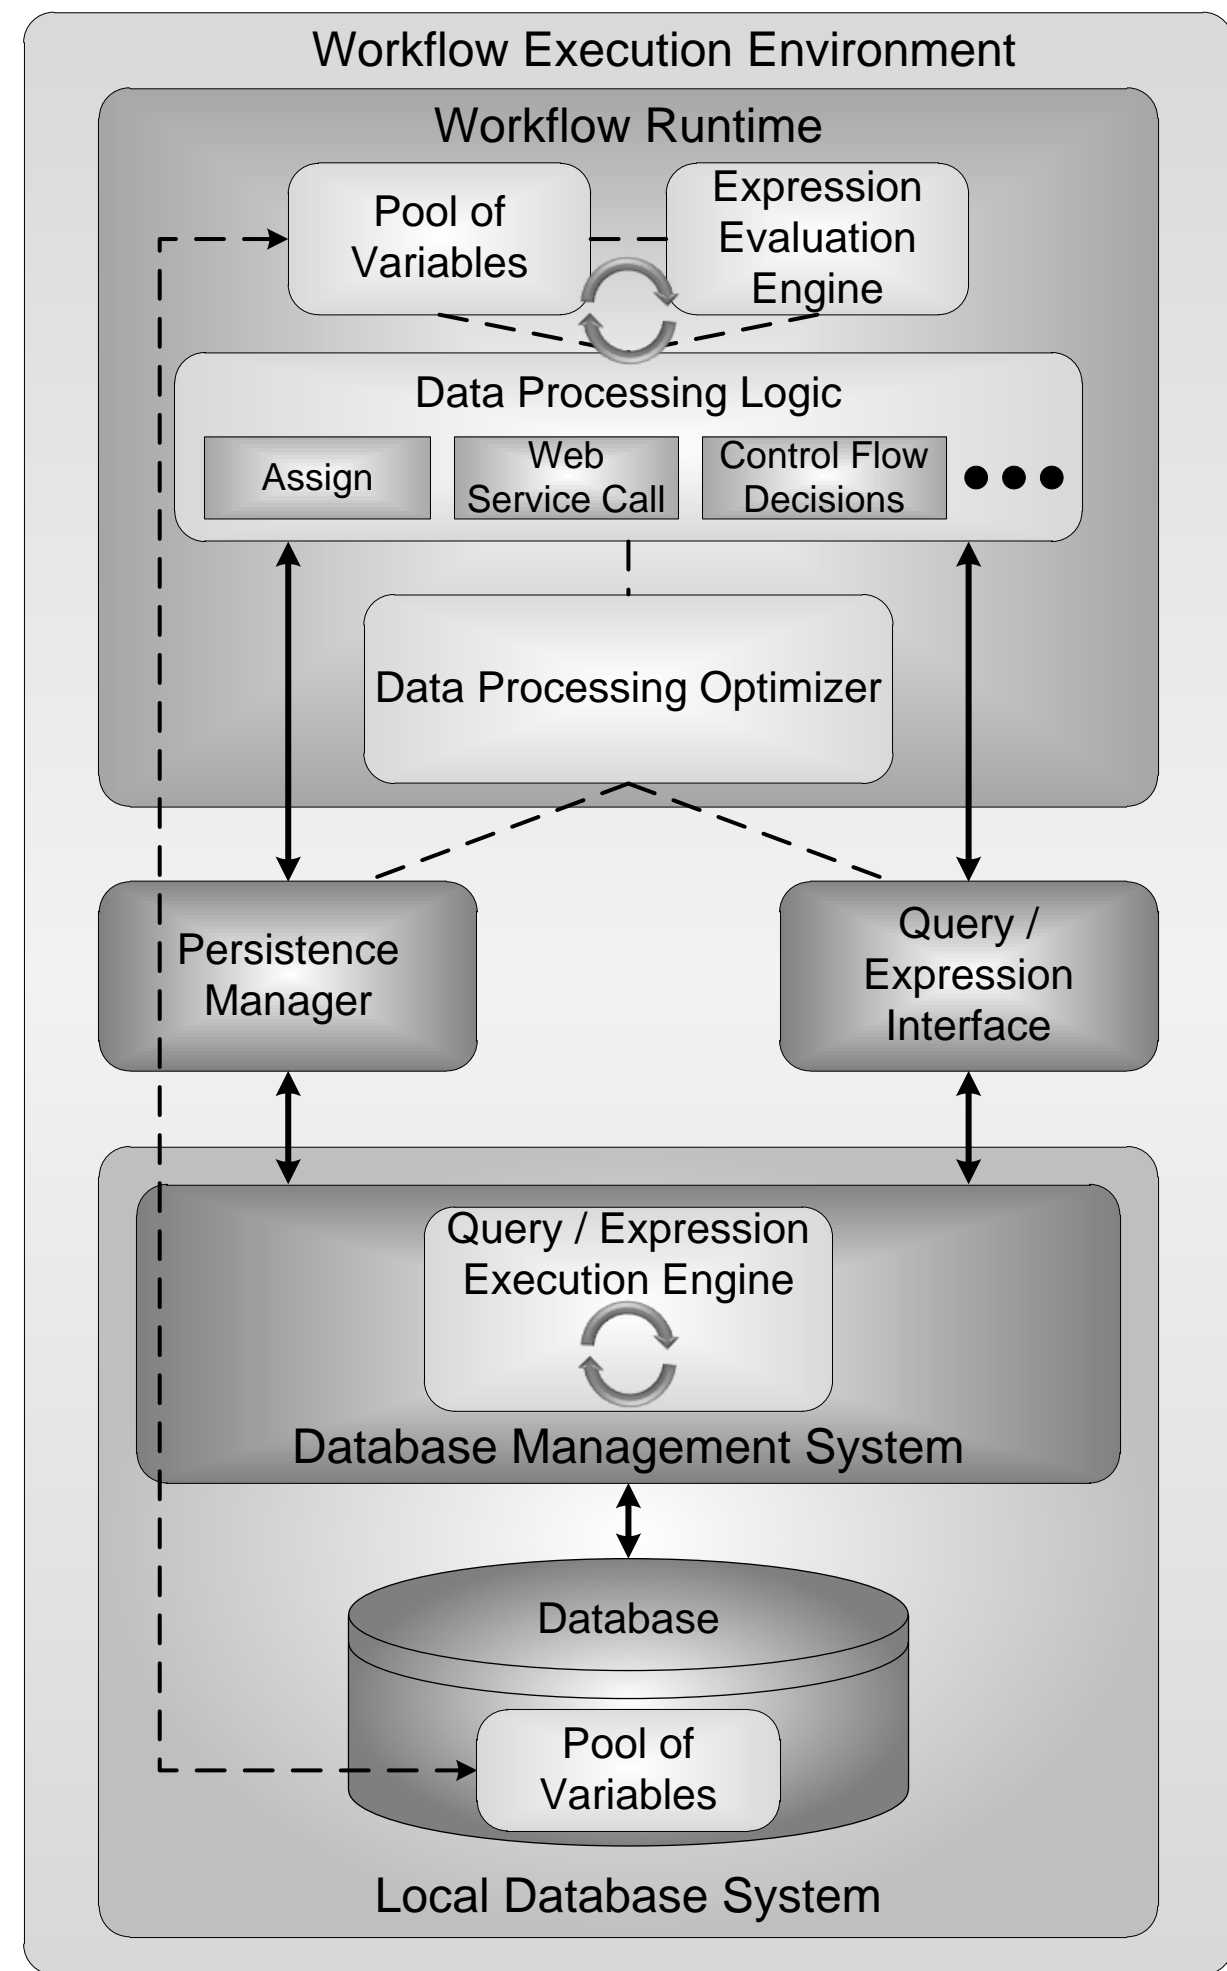 Workflow Execution Environment
Workflow Runtime
Pool of
Variables
Expression
Evaluation
Engine
Data Processing Logic
Assign
Web
Service Call
Control Flow
Decisions
Data Processing Optimizer
Persistence
Manager
Query /
Expression
Interface
Query / Expression
Execution Engine
Database Management System
Database
Pool of
Variables
Local Database System